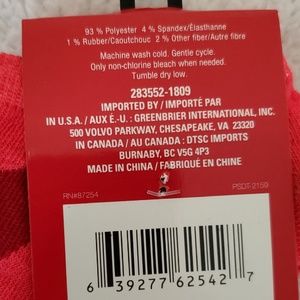 93 % Polyester 4 % Spandex/Élasthanne
1 % Rubber/Caoutchouc 2 % Other fiber/Autre fibre
Machine wash cold. Gentle cycle.
Only non-chlorine bleach when needed.
Tumble dry low.
283552-1809
IMPORTED BY / IMPORTÉ PAR
IN U.S.A. / AUX É.-U. : GREENBRIER INTERNATIONAL, INC.
500 VOLVO PARKWAY, CHESAPEAKE, VA 23320
IN CANADA / AU CANADA : DTSC IMPORTS
BURNABY, BC V5G 4P3
MADE IN CHINA / FABRIQUÉ EN CHINE
RN#87254 PSDT-2159
6 39277 62542 7